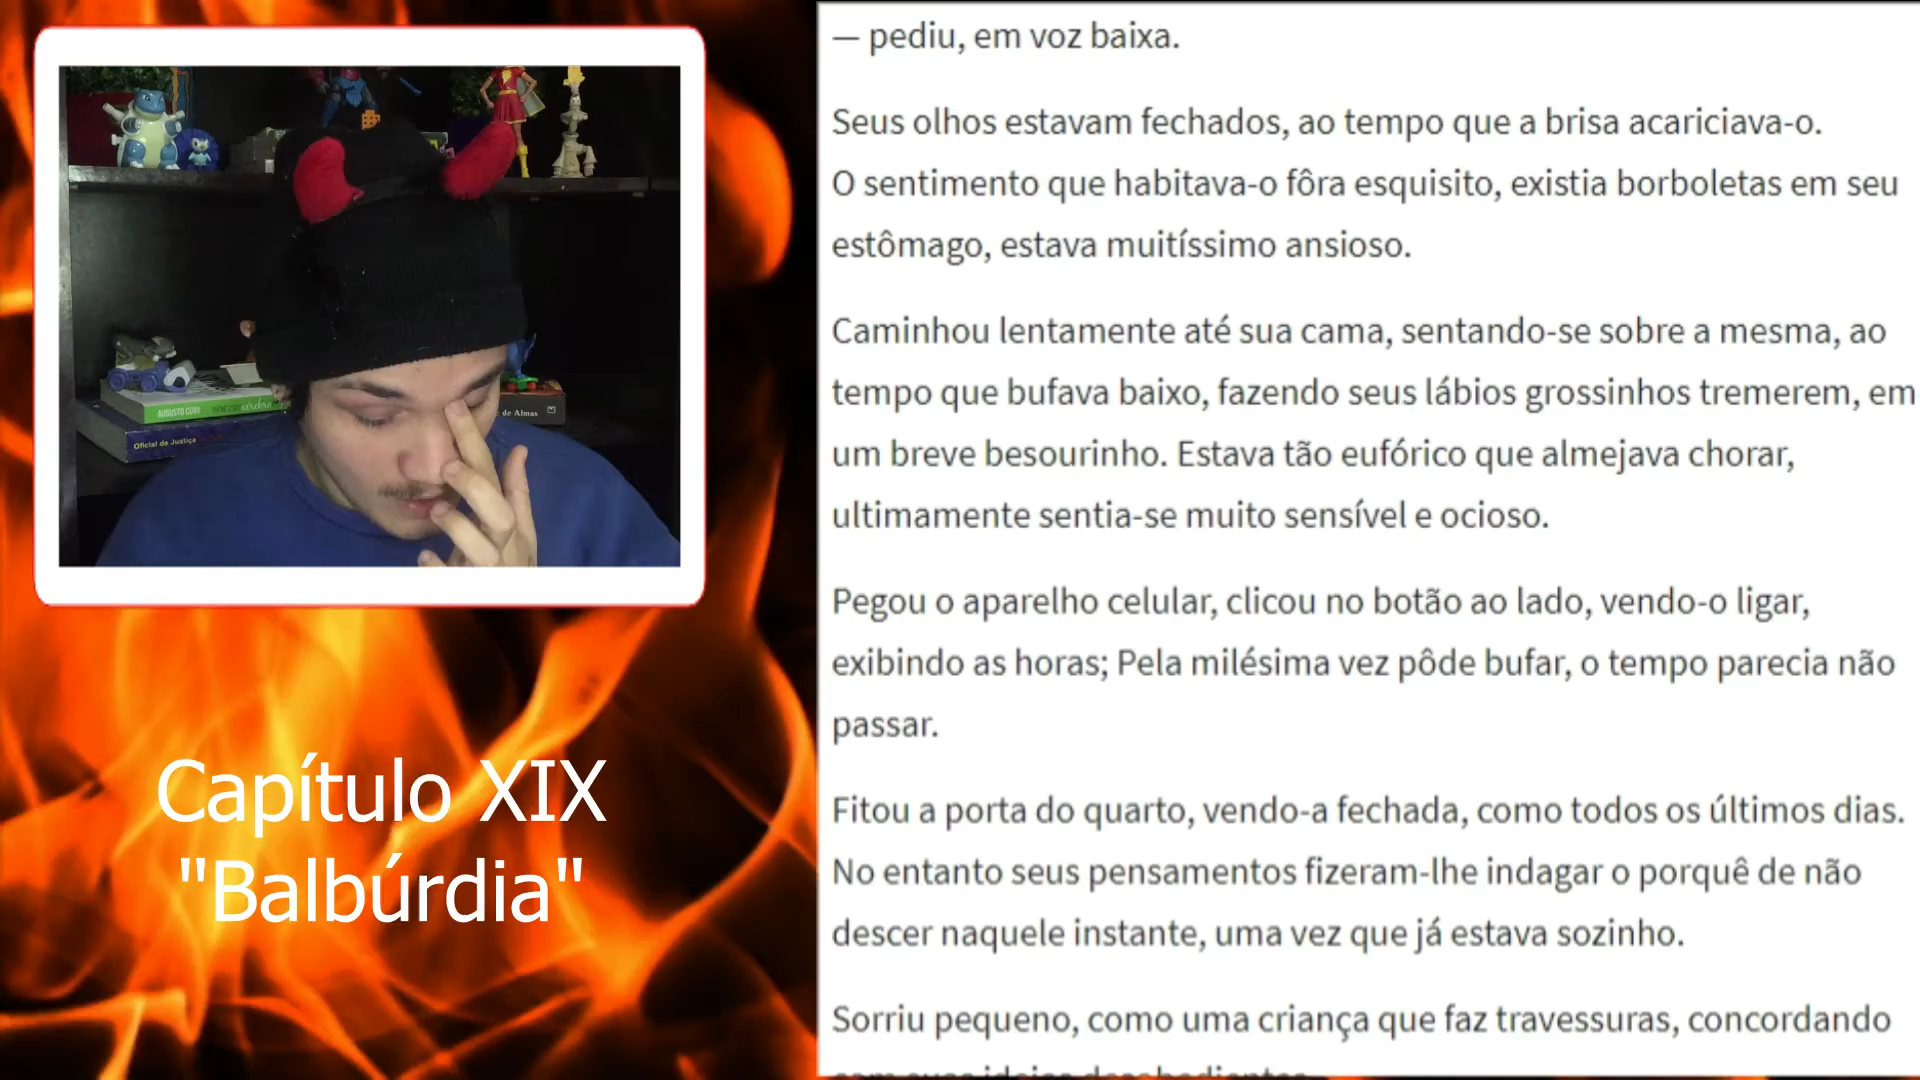 AUGUSTO CURY
Oficial de Justiça
de Almas
Capítulo XIX
"Balbúrdia"
— pediu, em voz baixa.
Seus olhos estavam fechados, ao tempo que a brisa acariciava-o.
O sentimento que habitava-o fôra esquisito, existia borboletas em seu
estômago, estava muitíssimo ansioso.
Caminhou lentamente até sua cama, sentando-se sobre a mesma, ao
tempo que bufava baixo, fazendo seus lábios grossinhos tremerem, em
um breve besourinho. Estava tão eufórico que almejava chorar,
ultimamente sentia-se muito sensível e ocioso.
Pegou o aparelho celular, clicou no botão ao lado, vendo-o ligar,
exibindo as horas; Pela milésima vez pôde bufar, o tempo parecia não
passar.
Fitou a porta do quarto, vendo-a fechada, como todos os últimos dias.
No entanto seus pensamentos fizeram-lhe indagar o porquê de não
descer naquele instante, uma vez que já estava sozinho.
Sorriu pequeno, como uma criança que faz travessuras, concordando